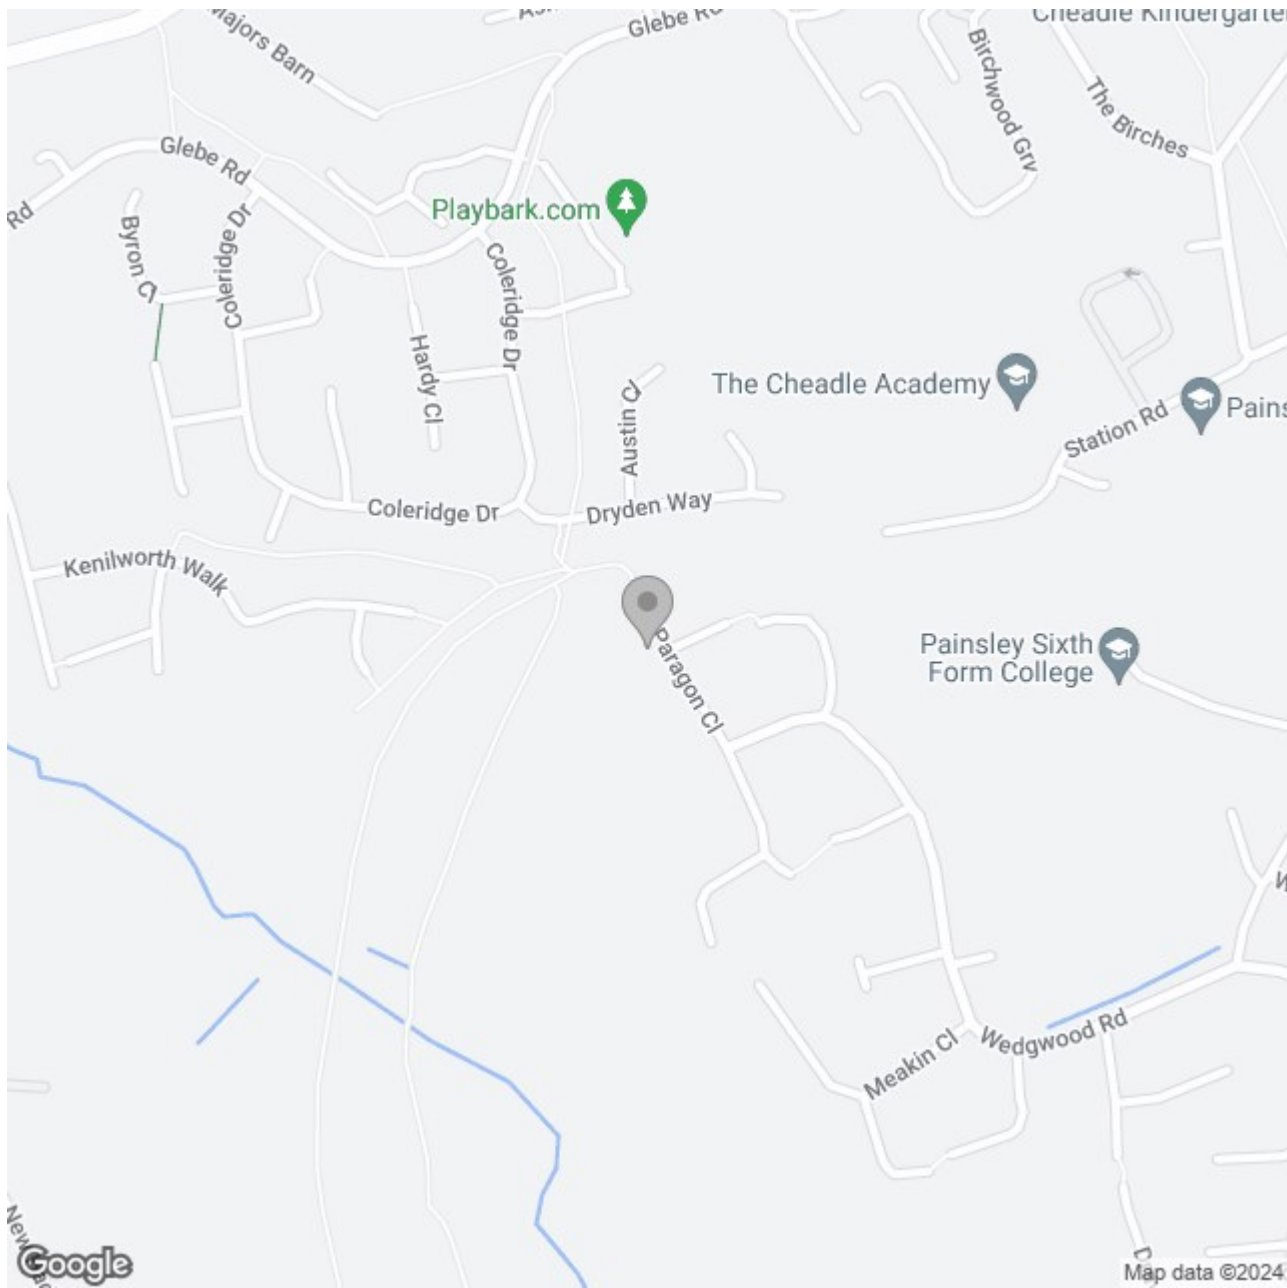 Cheadle Kindergarte
Glebe Rd
Majors Barn
Birchwood Grv
The Birches
Glebe Rd
Rd
Playbark.com
Byron Cl
Coleridge Dr
Coleridge Dr
Hardy Cl
Austin Cl
The Cheadle Academy
Pains
Station Rd
Coleridge Dr
Dryden Way
Kenilworth Walk
Paragon Cl
Painsley Sixth
Form College
Wedgwood Rd
Meakin Cl
Google
Map data ©2024